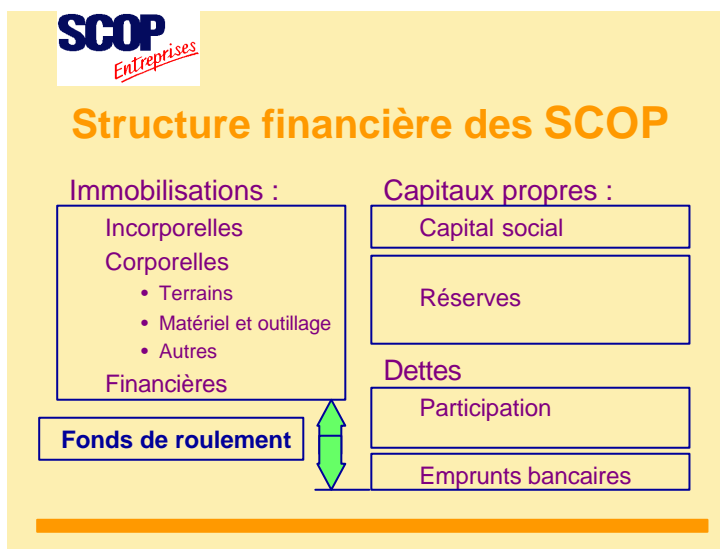 SCOP
Entreprises
Structure financière des SCOP
Immobilisations :
Incorporelles
Corporelles
• Terrains
• Matériel et outillage
• Autres
Financières
Fonds de roulement
Capitaux propres :
Capital social
Réserves
Dettes
Participation
Emprunts bancaires